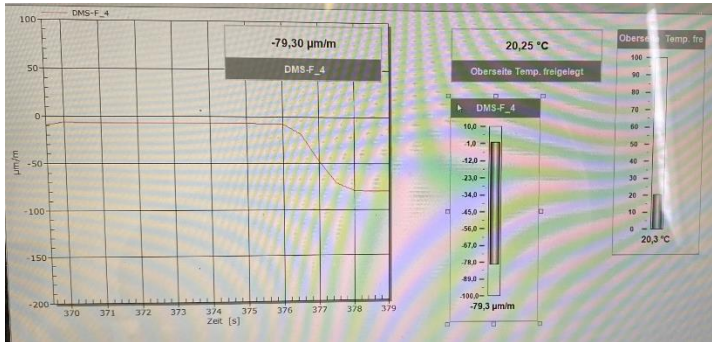 DMS-F_4
100
50
0
-50
-100
-150
-200
µm/m
370 371 372 373 374 375 376 377 378 379
Zeit [s]
-79,30 µm/m
DMS-F_4
20,25 °C
Oberseite Temp. freigelegt
DMS-F_4
10,0
-1,0
-12,0
-23,0
-34,0
-45,0
-56,0
-67,0
-78,0
-89,0
-100,0
-79,3 µm/m
Temp. fre
100
90
80
70
60
50
40
30
20
10
0
20,3 °C